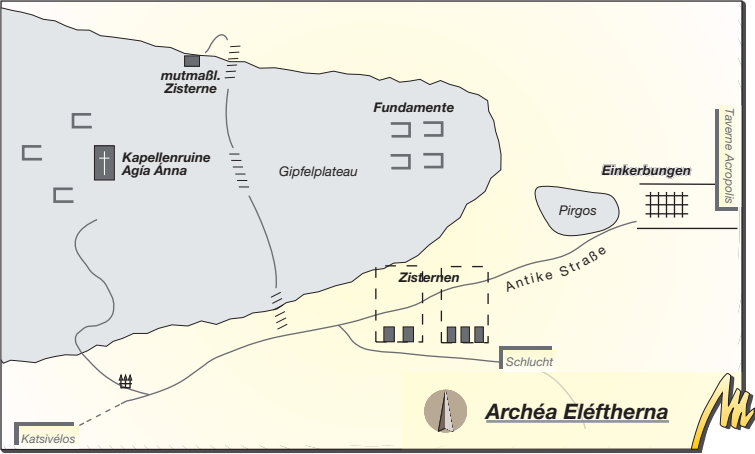 mutmaßl.
Zisterne
Fundamente
Taverne Acropolis
Kapellenruine
Agía Ánna
Gipfelplateau
Einkerbungen
Pirgos
Zisternen
Antike Straße
Schlucht
Archéa Eléftherna
Katsivélos